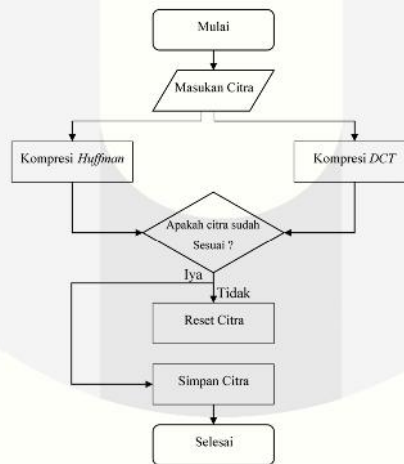 Mulai
Masukan Citra
Kompresi Huffman
Kompresi DCT
Apakah citra sudah
Sesuai ?
Iya
Tidak
Reset Citra
Simpan Citra
Selesai